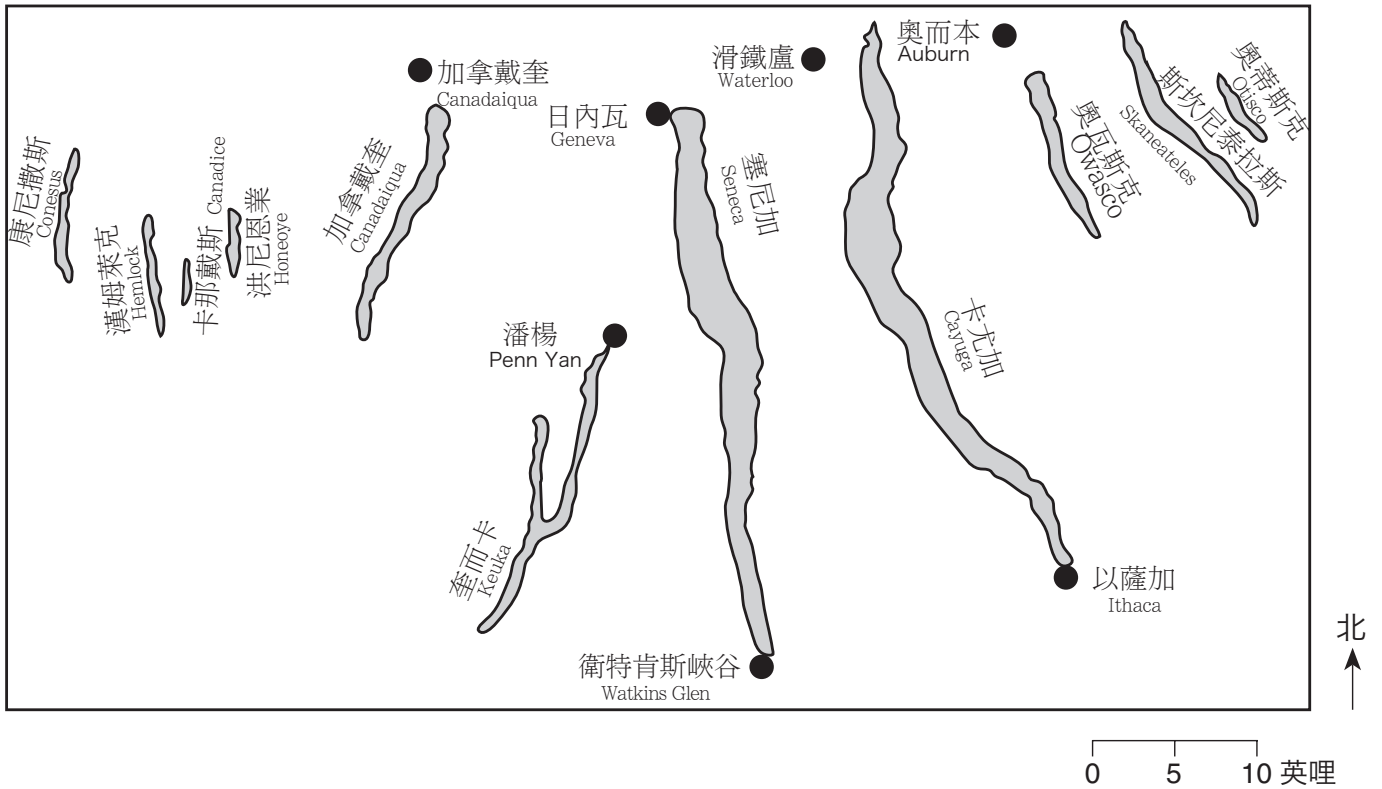 加拿戴奎
Canadaiqua
滑鐵盧
Waterloo
奧而本
Auburn
日內瓦
Geneva
康尼撒斯
Conesus
漢姆萊克
Hemlock
卡那戴斯 Canadice
洪尼恩業
Honeoye
加拿戴奎
Canadaiqua
塞尼加
Seneca
奧瓦斯克
Owasco
斯坎尼泰拉斯
Skaneateles
奧蒂斯克
Otisco
潘楊
Penn Yan
卡尤加
Cayuga
奎而卡
Keuka
以薩加
Ithaca
衛特肯斯峽谷
Watkins Glen
北
0 5 10 英哩